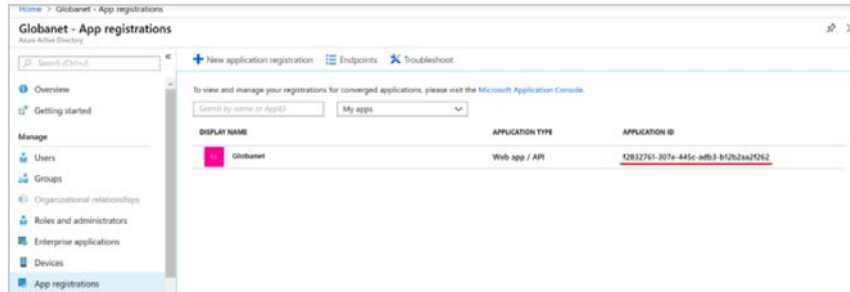 Home > Globanet - App registrations
Globanet - App registrations
Azure Active Directory
Search (Ctrl+/)
Overview
Getting started
Manage
Users
Groups
Organizational relationships
Roles and administrators
Enterprise applications
Devices
App registrations
New application registration Endpoints Troubleshoot
To view and manage your registrations for converged applications, please visit the Microsoft Application Console.
Search by name or AppID My apps
DISPLAY NAME APPLICATION TYPE APPLICATION ID
Globanet Web app / API f2832761-307e-445c-adb3-b12b2aa2f262